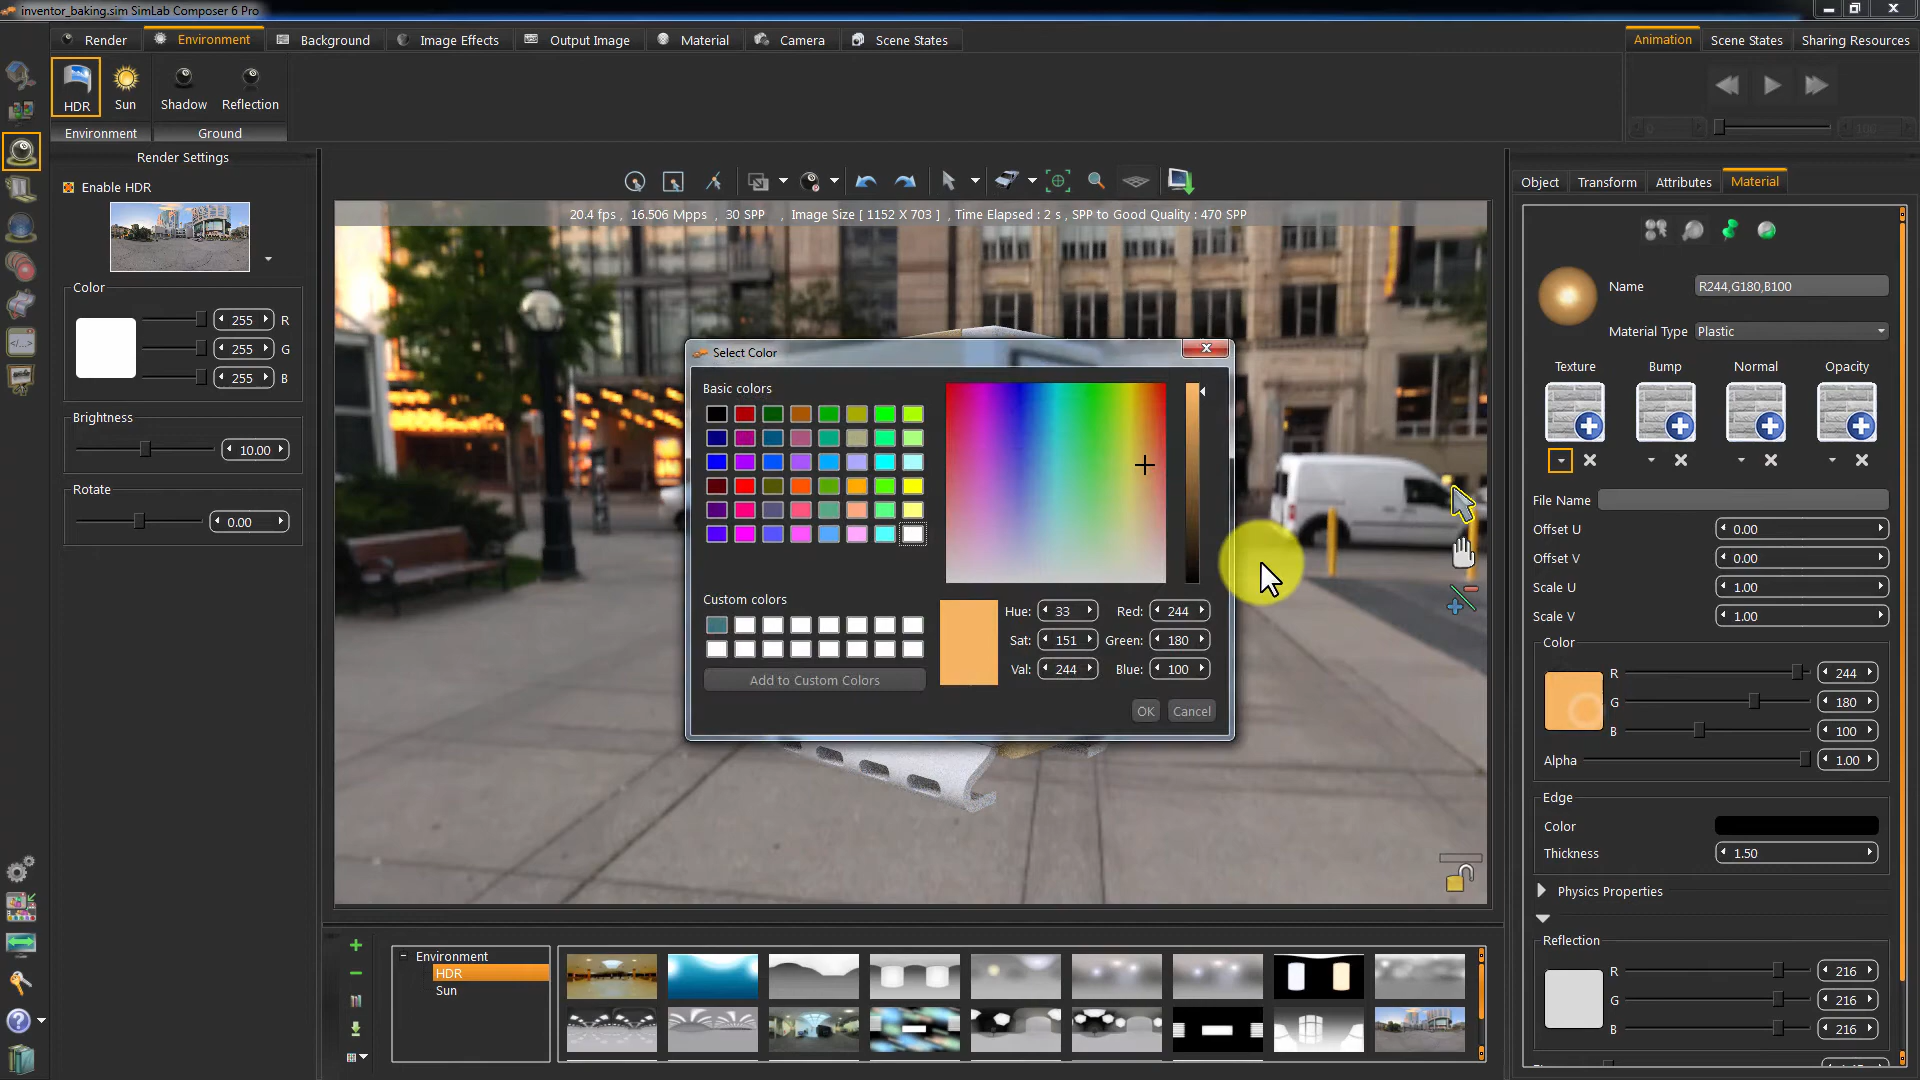 inventor_baking.sim SimLab Composer 6 Pro
Render
Environment
Background
Image Effects
Output Image
Material
Camera
Scene States
Animation
Scene States
Sharing Resources
HDR
Sun
Shadow
Reflection
Environment
Ground
0
100
Render Settings
Enable HDR
Color
255 R
255 G
255 B
Brightness
10.00
Rotate
0.00
20.4 fps , 16.506 Mpps , 30 SPP , Image Size [ 1152 X 703 ] , Time Elapsed : 2 s , SPP to Good Quality : 470 SPP
Select Color
Basic colors
Custom colors
Add to Custom Colors
Hue: 33 Red: 244
Sat: 151 Green: 180
Val: 244 Blue: 100
OK
Cancel
Object
Transform
Attributes
Material
Name R244,G180,B100
Material Type Plastic
Texture Bump Normal Opacity
File Name
Offset U 0.00
Offset V 0.00
Scale U 1.00
Scale V 1.00
Color
R 244
G 180
B 100
Alpha 1.00
Edge
Color
Thickness 1.50
Physics Properties
Reflection
R 216
G 216
B 216
Environment
HDR
Sun